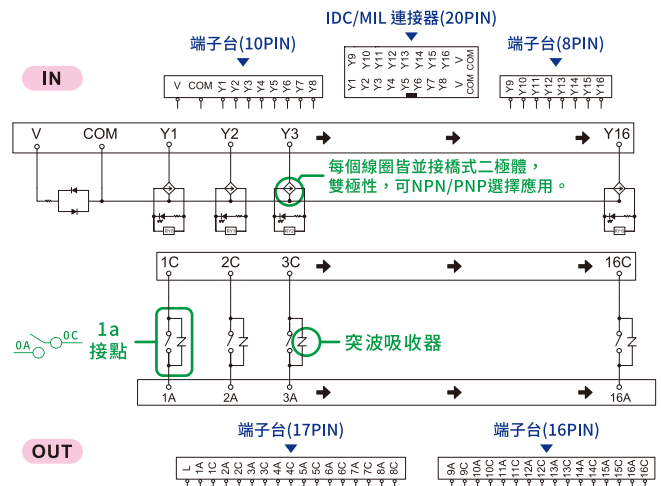 IDC/MIL 連接器(20PIN)
端子台(10PIN)
端子台(8PIN)
IN
V COM Y1 Y2 Y3 Y4 Y5 Y6 Y7 Y8
Y9 Y10 Y11 Y12 Y13 Y14 Y15 Y16 V COM
Y1 Y2 Y3 Y4 Y5 Y6 Y7 Y8 V COM
Y9 Y10 Y11 Y12 Y13 Y14 Y15 Y16
V COM Y1 Y2 Y3 Y16
每個線圈皆並接橋式二極體，
雙極性，可NPN/PNP選擇應用。
1C 2C 3C 16C
0A 0C
1a
接點
突波吸收器
1A 2A 3A 16A
OUT
端子台(17PIN)
端子台(16PIN)
L 1A 1C 2A 2C 3A 3C 4A 4C 5A 5C 6A 6C 7A 7C 8A 8C
9A 9C 10A 10C 11A 11C 12A 12C 13A 13C 14A 14C 15A 15C 16A 16C